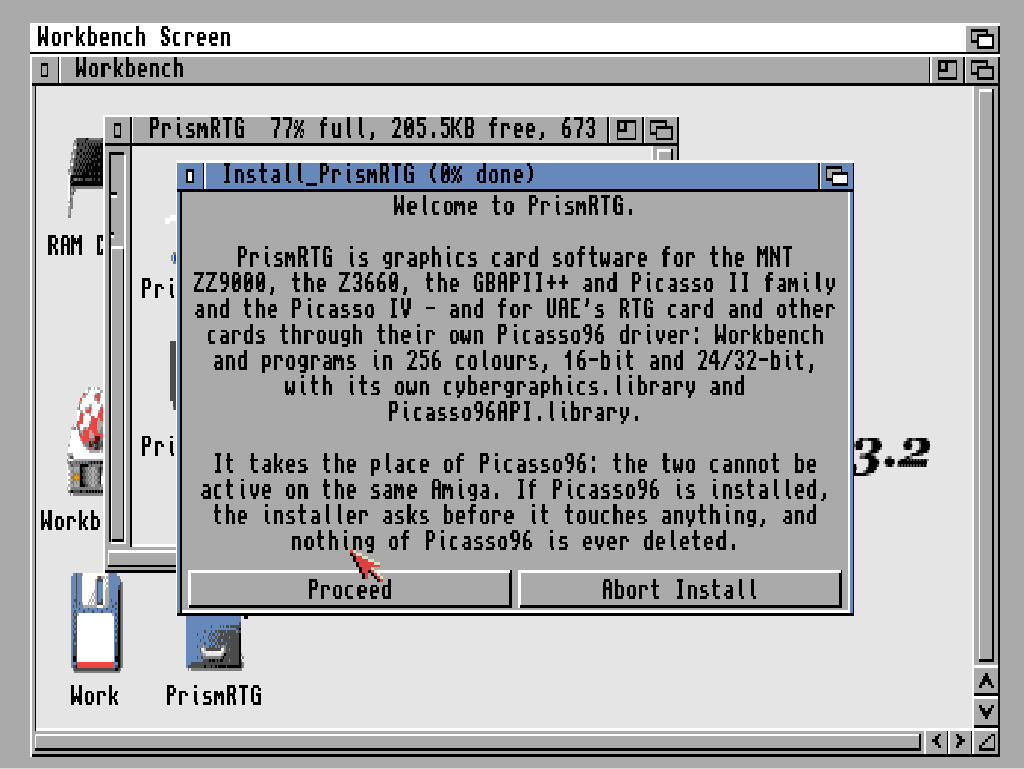 Workbench Screen
Workbench
PrismRTG 77% full, 205.5KB free, 673
Install_PrismRTG (0% done)
Welcome to PrismRTG.
PrismRTG is graphics card software for the MNT
ZZ9000, the Z3660, the GBAPII++ and Picasso II family
and the Picasso IV - and for UAE's RTG card and other
cards through their own Picasso96 driver: Workbench
and programs in 256 colours, 16-bit and 24/32-bit,
with its own cybergraphics.library and
Picasso96API.library.
It takes the place of Picasso96: the two cannot be
active on the same Amiga. If Picasso96 is installed,
the installer asks before it touches anything, and
nothing of Picasso96 is ever deleted.
Proceed
Abort Install
RAM D
Pri
Pri
3.2
Workb
Work
PrismRTG